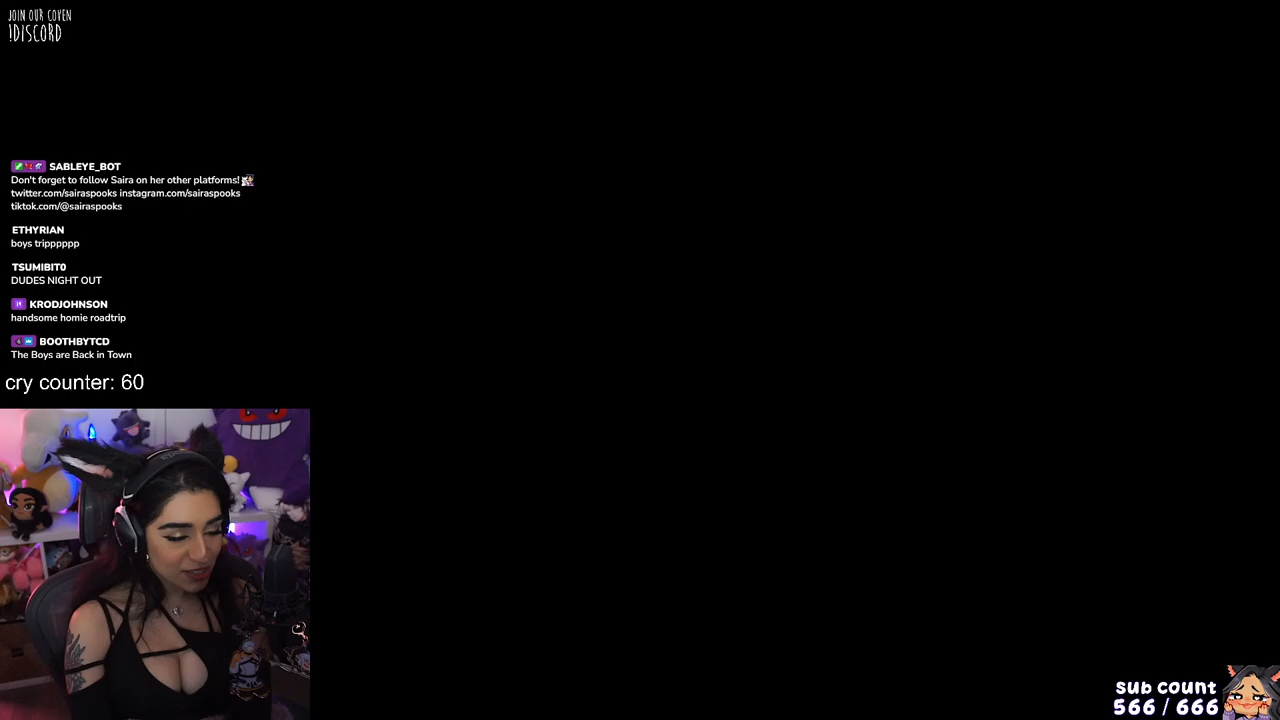 JOIN OUR COVEN
!DISCORD
SABLEYE_BOT
Don't forget to follow Saira on her other platforms!
twitter.com/sairaspooks instagram.com/sairaspooks
tiktok.com/@sairaspooks
ETHYRIAN
boys tripppppp
TSUMIBIT0
DUDES NIGHT OUT
KRODJOHNSON
handsome homie roadtrip
BOOTHBYTCD
The Boys are Back in Town
cry counter: 60
sub count
566 / 666